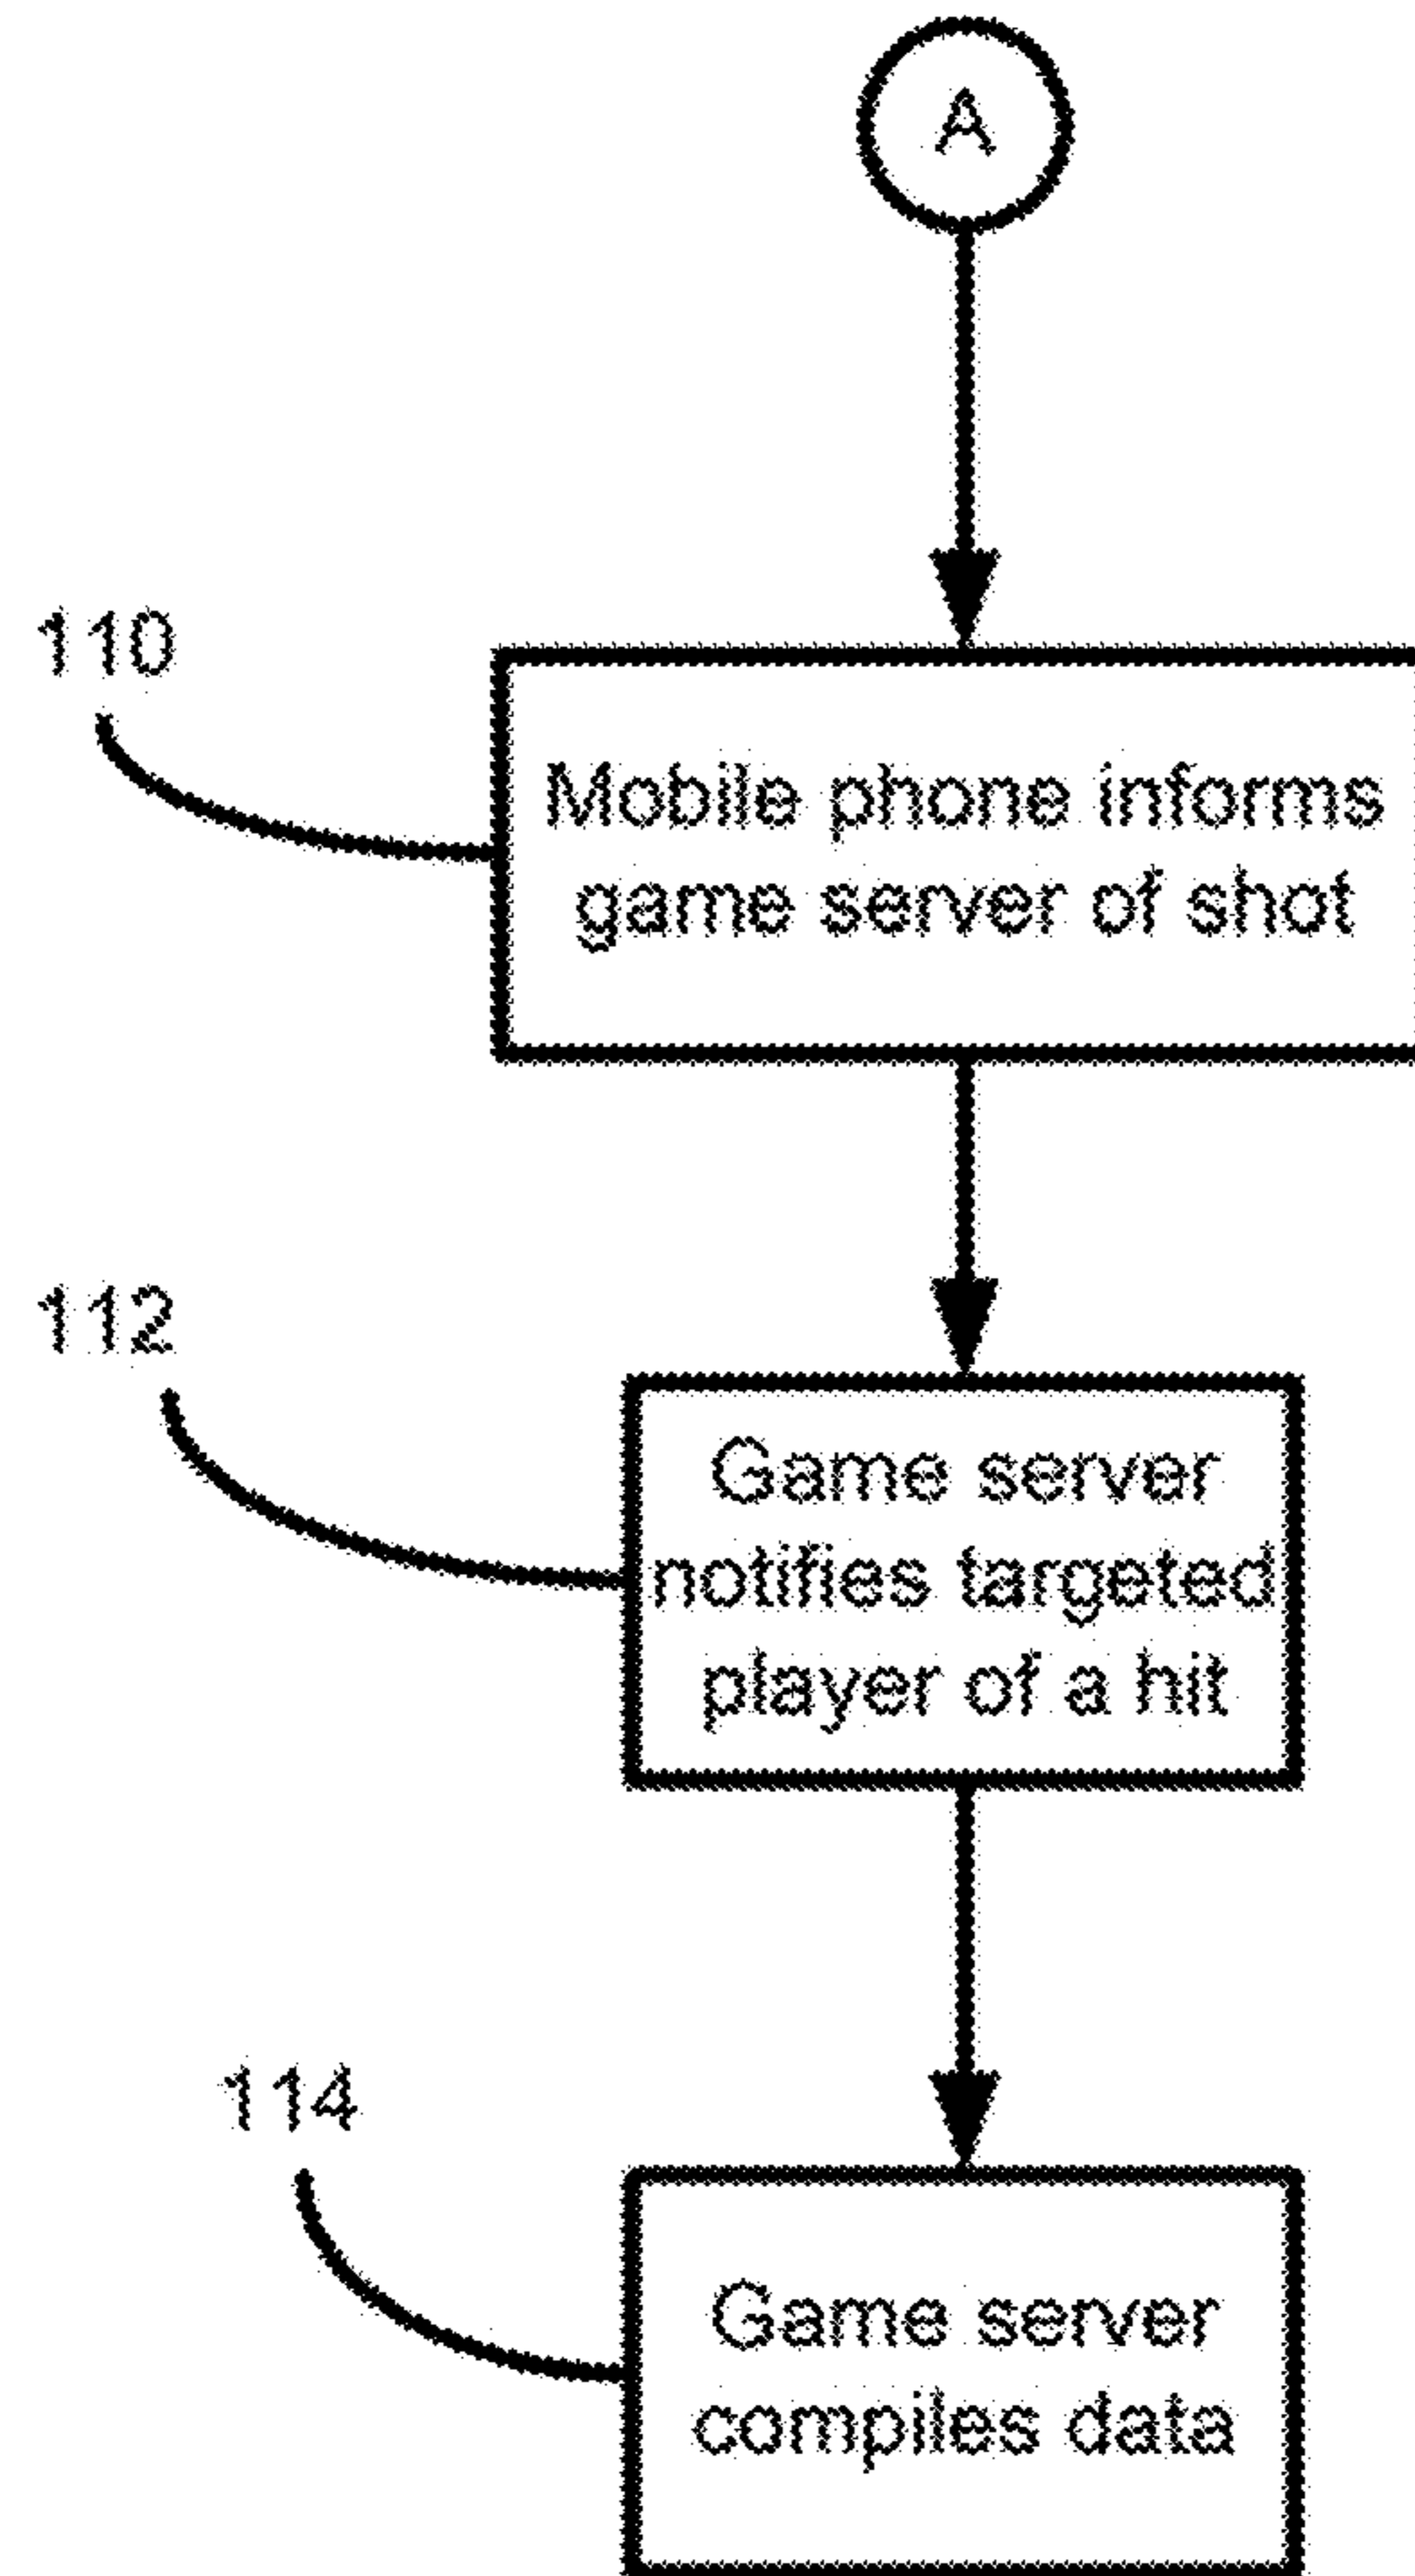 A
110
Mobile phone informs
game server of shot
112
Game server
notifies targeted
player of a hit
114
Game server
compiles data